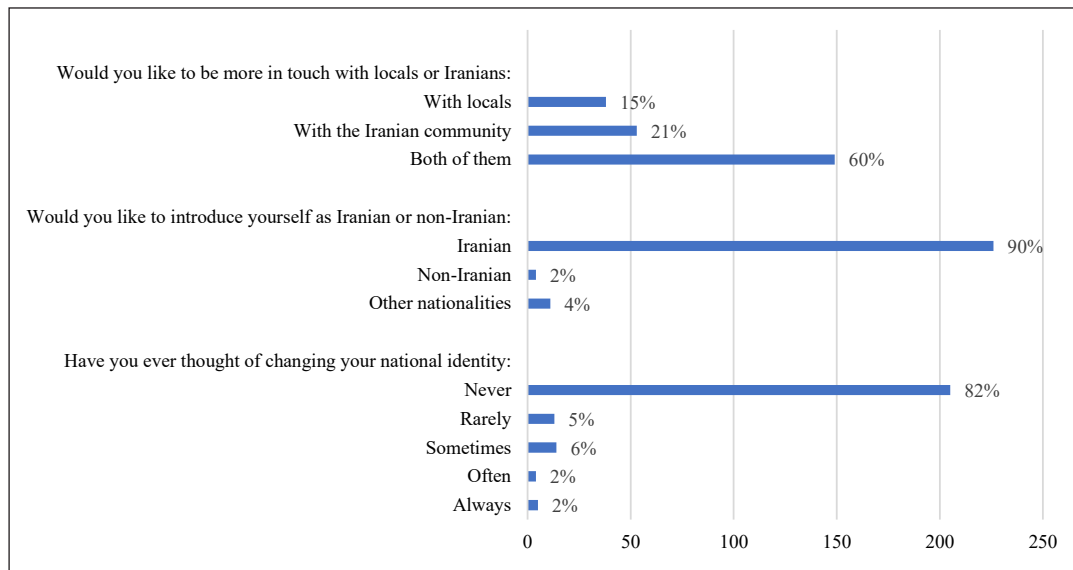 Would you like to be more in touch with locals or Iranians:
With locals 15%
With the Iranian community 21%
Both of them 60%
Would you like to introduce yourself as Iranian or non-Iranian:
Iranian 90%
Non-Iranian 2%
Other nationalities 4%
Have you ever thought of changing your national identity:
Never 82%
Rarely 5%
Sometimes 6%
Often 2%
Always 2%
0 50 100 150 200 250